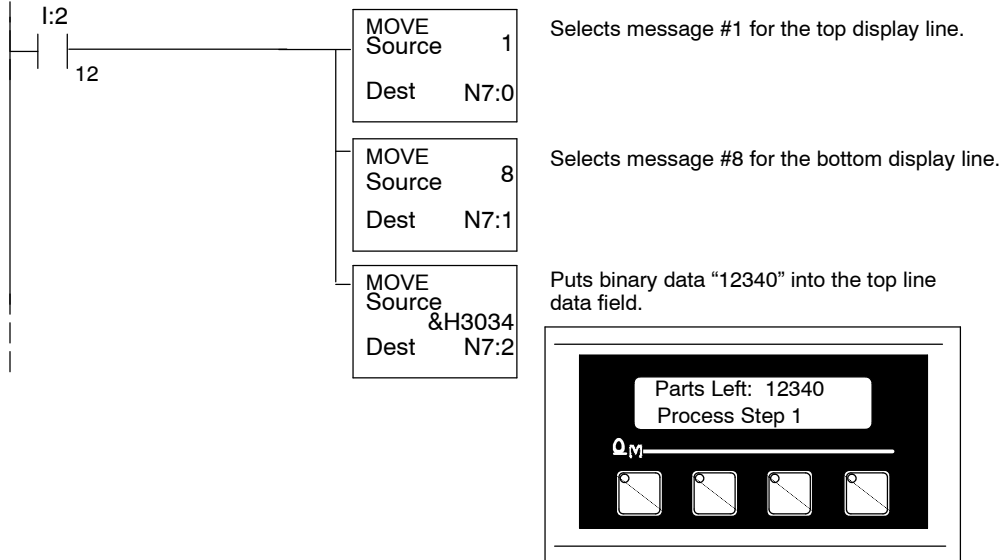 I:2
12
MOVE
Source 1
Dest N7:0
Selects message #1 for the top display line.
MOVE
Source 8
Dest N7:1
Selects message #8 for the bottom display line.
MOVE
Source
&H3034
Dest N7:2
Puts binary data “12340” into the top line
data field.
Parts Left: 12340
Process Step 1